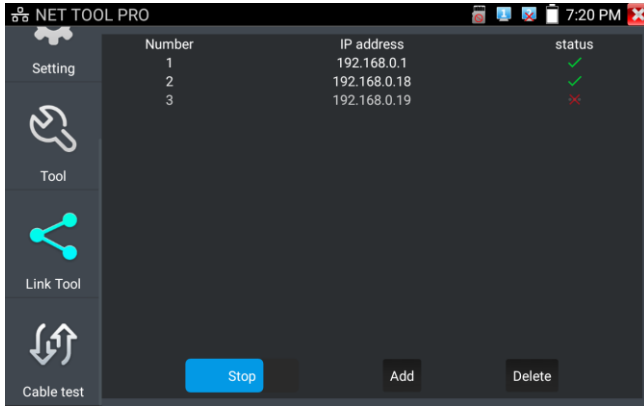 NET TOOL PRO 7:20 PM
Setting
Tool
Link Tool
Cable test
Number IP address status
1 192.168.0.1
2 192.168.0.18
3 192.168.0.19
Stop Add Delete